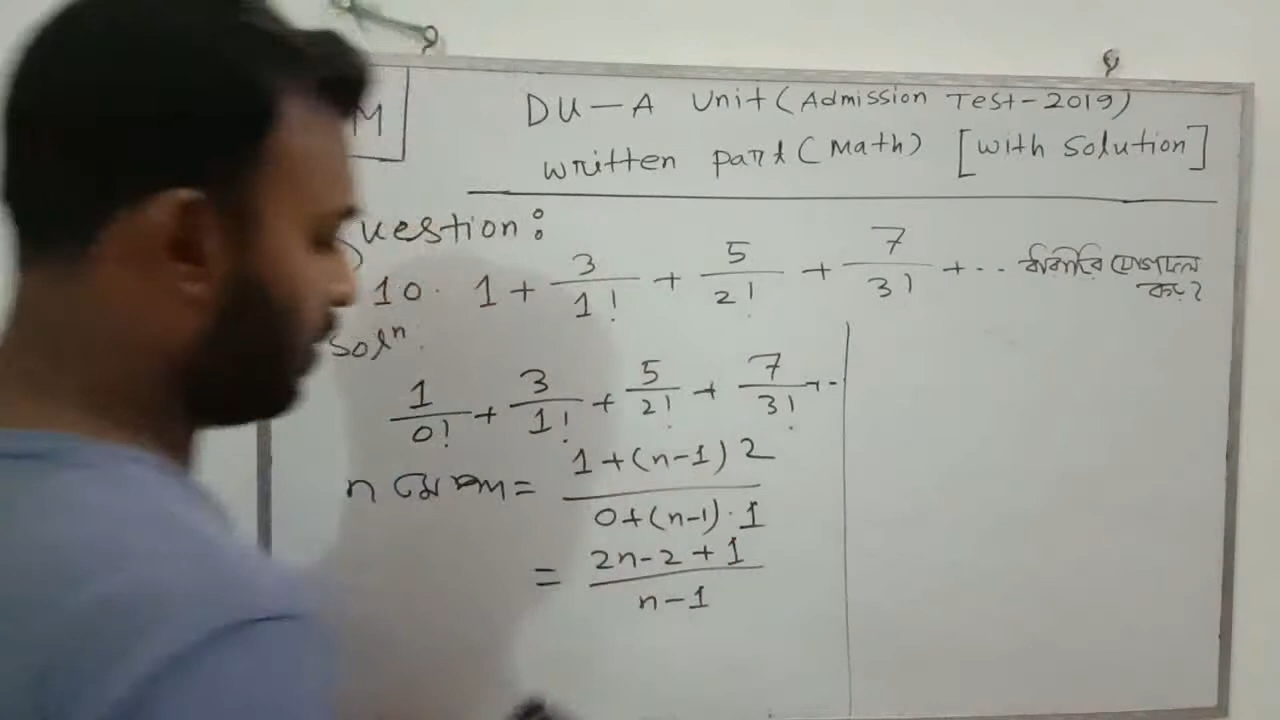 M
DU-A Unit (Admission Test-2019)
Written part (Math) [with Solution]
Question:
10. 1 + 3/1! + 5/2! + 7/3! + ... ধারাটির যোগফল
কত?
Solⁿ:
1/0! + 3/1! + 5/2! + 7/3! + ..
n তম পদ = 1+(n-1)2 / 0+(n-1)·1
= 2n-2+1 / n-1